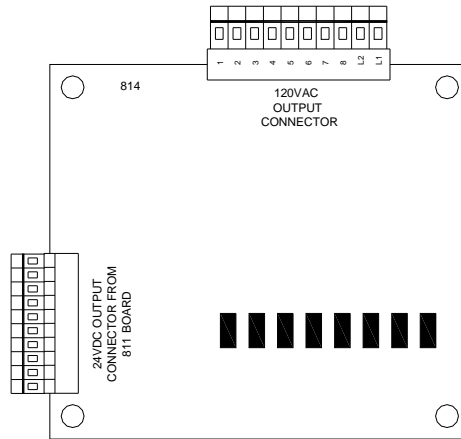 1 2 3 4 5 6 7 8 L2 L1
814
120VAC
OUTPUT
CONNECTOR
24VDC OUTPUT
CONNECTOR FROM
811 BOARD